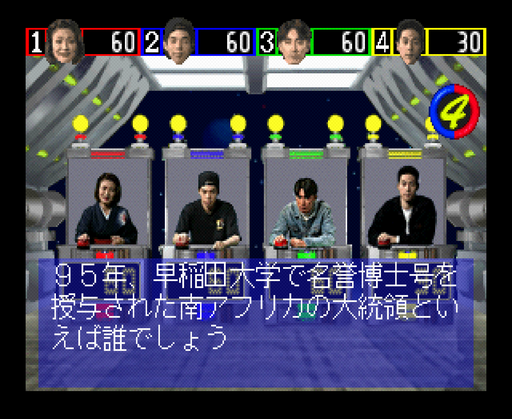 1 60 2 60 3 60 4 30
4
95年、早稲田大学で名誉博士号を
授与された南アフリカの大統領とい
えば誰でしょう